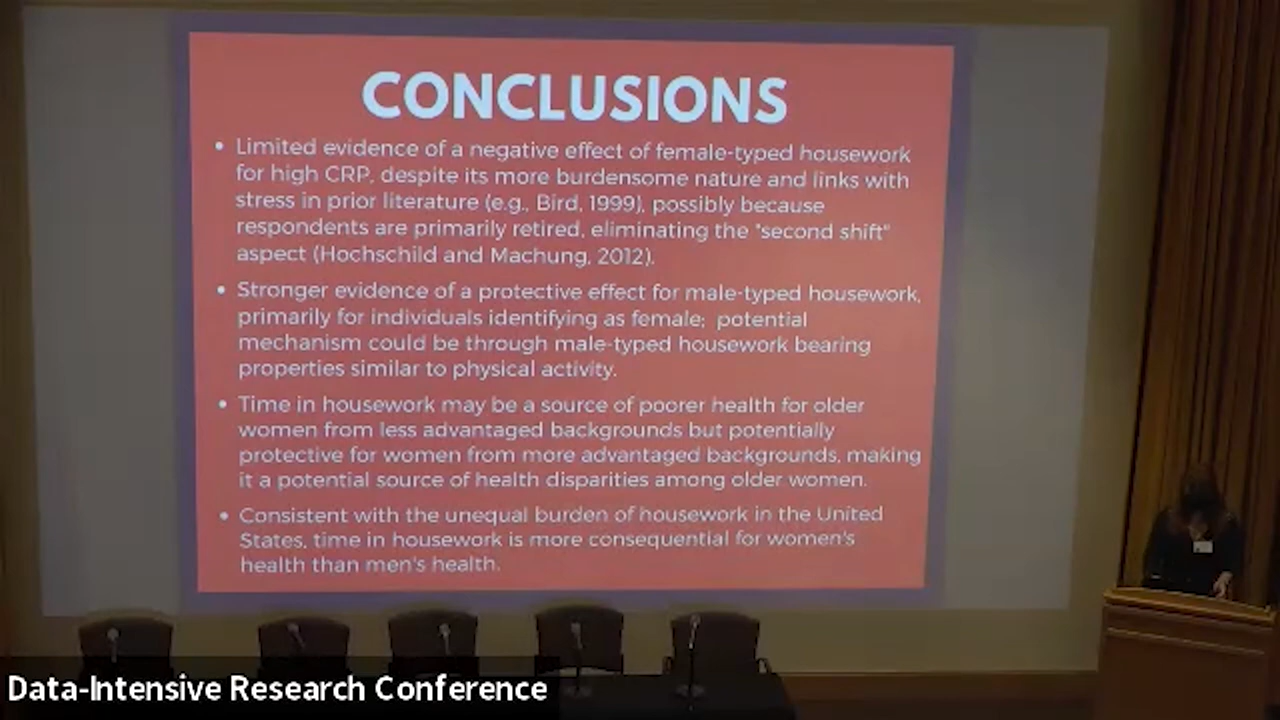 CONCLUSIONS
• Limited evidence of a negative effect of female-typed housework
for high CRP, despite its more burdensome nature and links with
stress in prior literature (e.g., Bird, 1999), possibly because
respondents are primarily retired, eliminating the "second shift"
aspect (Hochschild and Machung, 2012).
• Stronger evidence of a protective effect for male-typed housework,
primarily for individuals identifying as female; potential
mechanism could be through male-typed housework bearing
properties similar to physical activity.
• Time in housework may be a source of poorer health for older
women from less advantaged backgrounds but potentially
protective for women from more advantaged backgrounds, making
it a potential source of health disparities among older women.
• Consistent with the unequal burden of housework in the United
States, time in housework is more consequential for women's
health than men's health.
Data-Intensive Research Conference